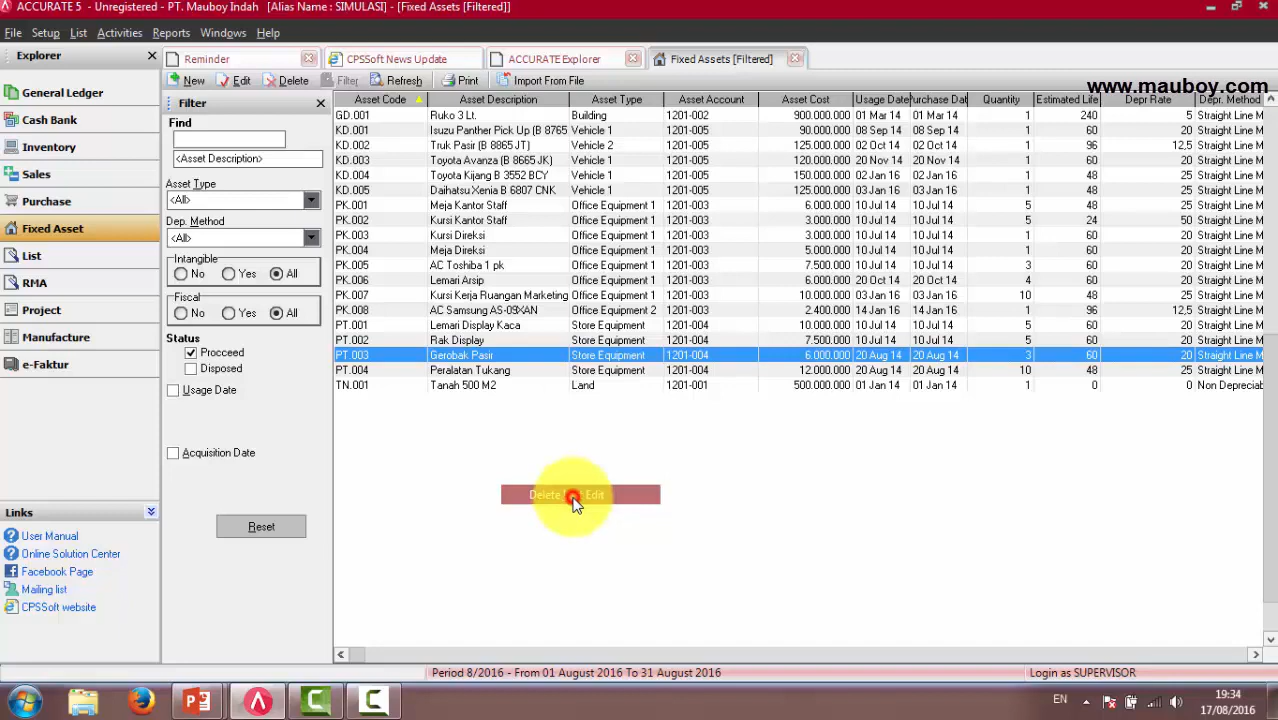 ACCURATE 5 - Unregistered - PT. Mauboy Indah [Alias Name : SIMULASI] - [Fixed Assets [Filtered]]
File Setup List Activities Reports Windows Help
Explorer
Reminder
CPSSoft News Update
ACCURATE Explorer
Fixed Assets [Filtered]
New Edit Delete Filter Refresh Print Import From File
www.mauboy.com
General Ledger
Cash Bank
Inventory
Sales
Purchase
Fixed Asset
List
RMA
Project
Manufacture
e-Faktur
Links
User Manual
Online Solution Center
Facebook Page
Mailing list
CPSSoft website
Filter
Find
<Asset Description>
Asset Type
<All>
Dep. Method
<All>
Intangible
No Yes All
Fiscal
No Yes All
Status
Procceed
Disposed
Usage Date
Acquisition Date
Reset
Asset Code Asset Description Asset Type Asset Account Asset Cost Usage Date Purchase Dat Quantity Estimated Life Depr Rate Depr. Method
GD.001 Ruko 3 Lt. Building 1201-002 900.000.000 01 Mar 14 01 Mar 14 1 240 5 Straight Line M
KD.001 Isuzu Panther Pick Up (B 8765 Vehicle 1 1201-005 90.000.000 08 Sep 14 08 Sep 14 1 60 20 Straight Line M
KD.002 Truk Pasir (B 8865 JT) Vehicle 2 1201-005 125.000.000 02 Oct 14 02 Oct 14 1 96 12,5 Straight Line M
KD.003 Toyota Avanza (B 8665 JK) Vehicle 1 1201-005 120.000.000 20 Nov 14 20 Nov 14 1 60 20 Straight Line M
KD.004 Toyota Kijang B 3552 BCY Vehicle 1 1201-005 150.000.000 02 Jan 16 02 Jan 16 1 48 25 Straight Line M
KD.005 Daihatsu Xenia B 6807 CNK Vehicle 1 1201-005 125.000.000 03 Jan 16 03 Jan 16 1 48 25 Straight Line M
PK.001 Meja Kantor Staff Office Equipment 1 1201-003 6.000.000 10 Jul 14 10 Jul 14 5 48 25 Straight Line M
PK.002 Kursi Kantor Staff Office Equipment 1 1201-003 3.000.000 10 Jul 14 10 Jul 14 5 24 50 Straight Line M
PK.003 Kursi Direksi Office Equipment 1 1201-003 3.000.000 10 Jul 14 10 Jul 14 1 60 20 Straight Line M
PK.004 Meja Direksi Office Equipment 1 1201-003 5.000.000 10 Jul 14 10 Jul 14 1 60 20 Straight Line M
PK.005 AC Toshiba 1 pk Office Equipment 1 1201-003 7.500.000 10 Jul 14 10 Jul 14 3 60 20 Straight Line M
PK.006 Lemari Arsip Office Equipment 1 1201-003 6.000.000 20 Oct 14 20 Oct 14 4 60 20 Straight Line M
PK.007 Kursi Kerja Ruangan Marketing Office Equipment 1 1201-003 10.000.000 03 Jan 16 03 Jan 16 10 48 25 Straight Line M
PK.008 AC Samsung AS-09XAN Office Equipment 2 1201-003 2.400.000 14 Jan 16 14 Jan 16 1 96 12,5 Straight Line M
PT.001 Lemari Display Kaca Store Equipment 1201-004 10.000.000 10 Jul 14 10 Jul 14 5 60 20 Straight Line M
PT.002 Rak Display Store Equipment 1201-004 7.500.000 10 Jul 14 10 Jul 14 5 60 20 Straight Line M
PT.003 Gerobak Pasir Store Equipment 1201-004 6.000.000 20 Aug 14 20 Aug 14 3 60 20 Straight Line M
PT.004 Peralatan Tukang Store Equipment 1201-004 12.000.000 20 Aug 14 20 Aug 14 10 48 25 Straight Line M
TN.001 Tanah 500 M2 Land 1201-001 500.000.000 01 Jan 14 01 Jan 14 1 0 0 Non Depreciab
Delete Edit
Period 8/2016 - From 01 August 2016 To 31 August 2016
Login as SUPERVISOR
EN
19:34
17/08/2016